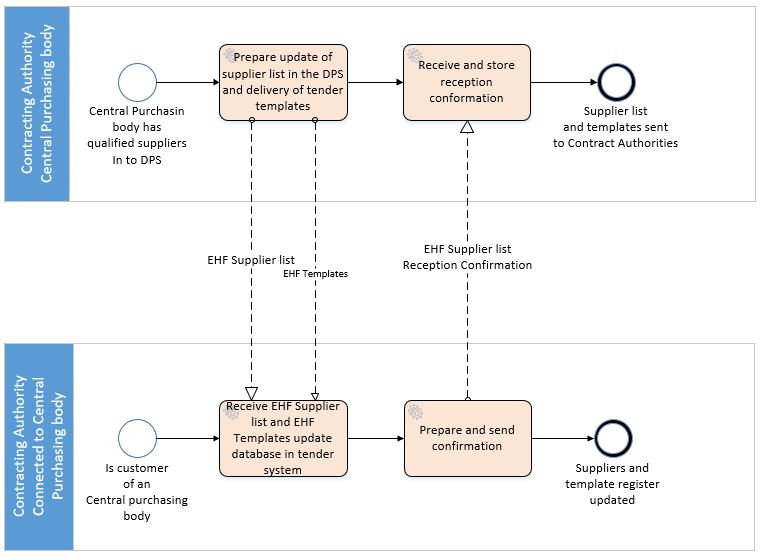 Contracting Authority
Central Purchasing body
Prepare update of
supplier list in the DPS
and delivery of tender
templates
Receive and store
reception
conformation
Central Purchasin
body has
qualified suppliers
In to DPS
Supplier list
and templates sent
to Contract Authorities
EHF Supplier list
EHF Templates
EHF Supplier list
Reception Confirmation
Contracting Authority
Connected to Central
Purchasing body
Receive EHF Supplier
list and EHF
Templates update
database in tender
system
Prepare and send
confirmation
Is customer
of an
Central purchasing
body
Suppliers and
template register
updated